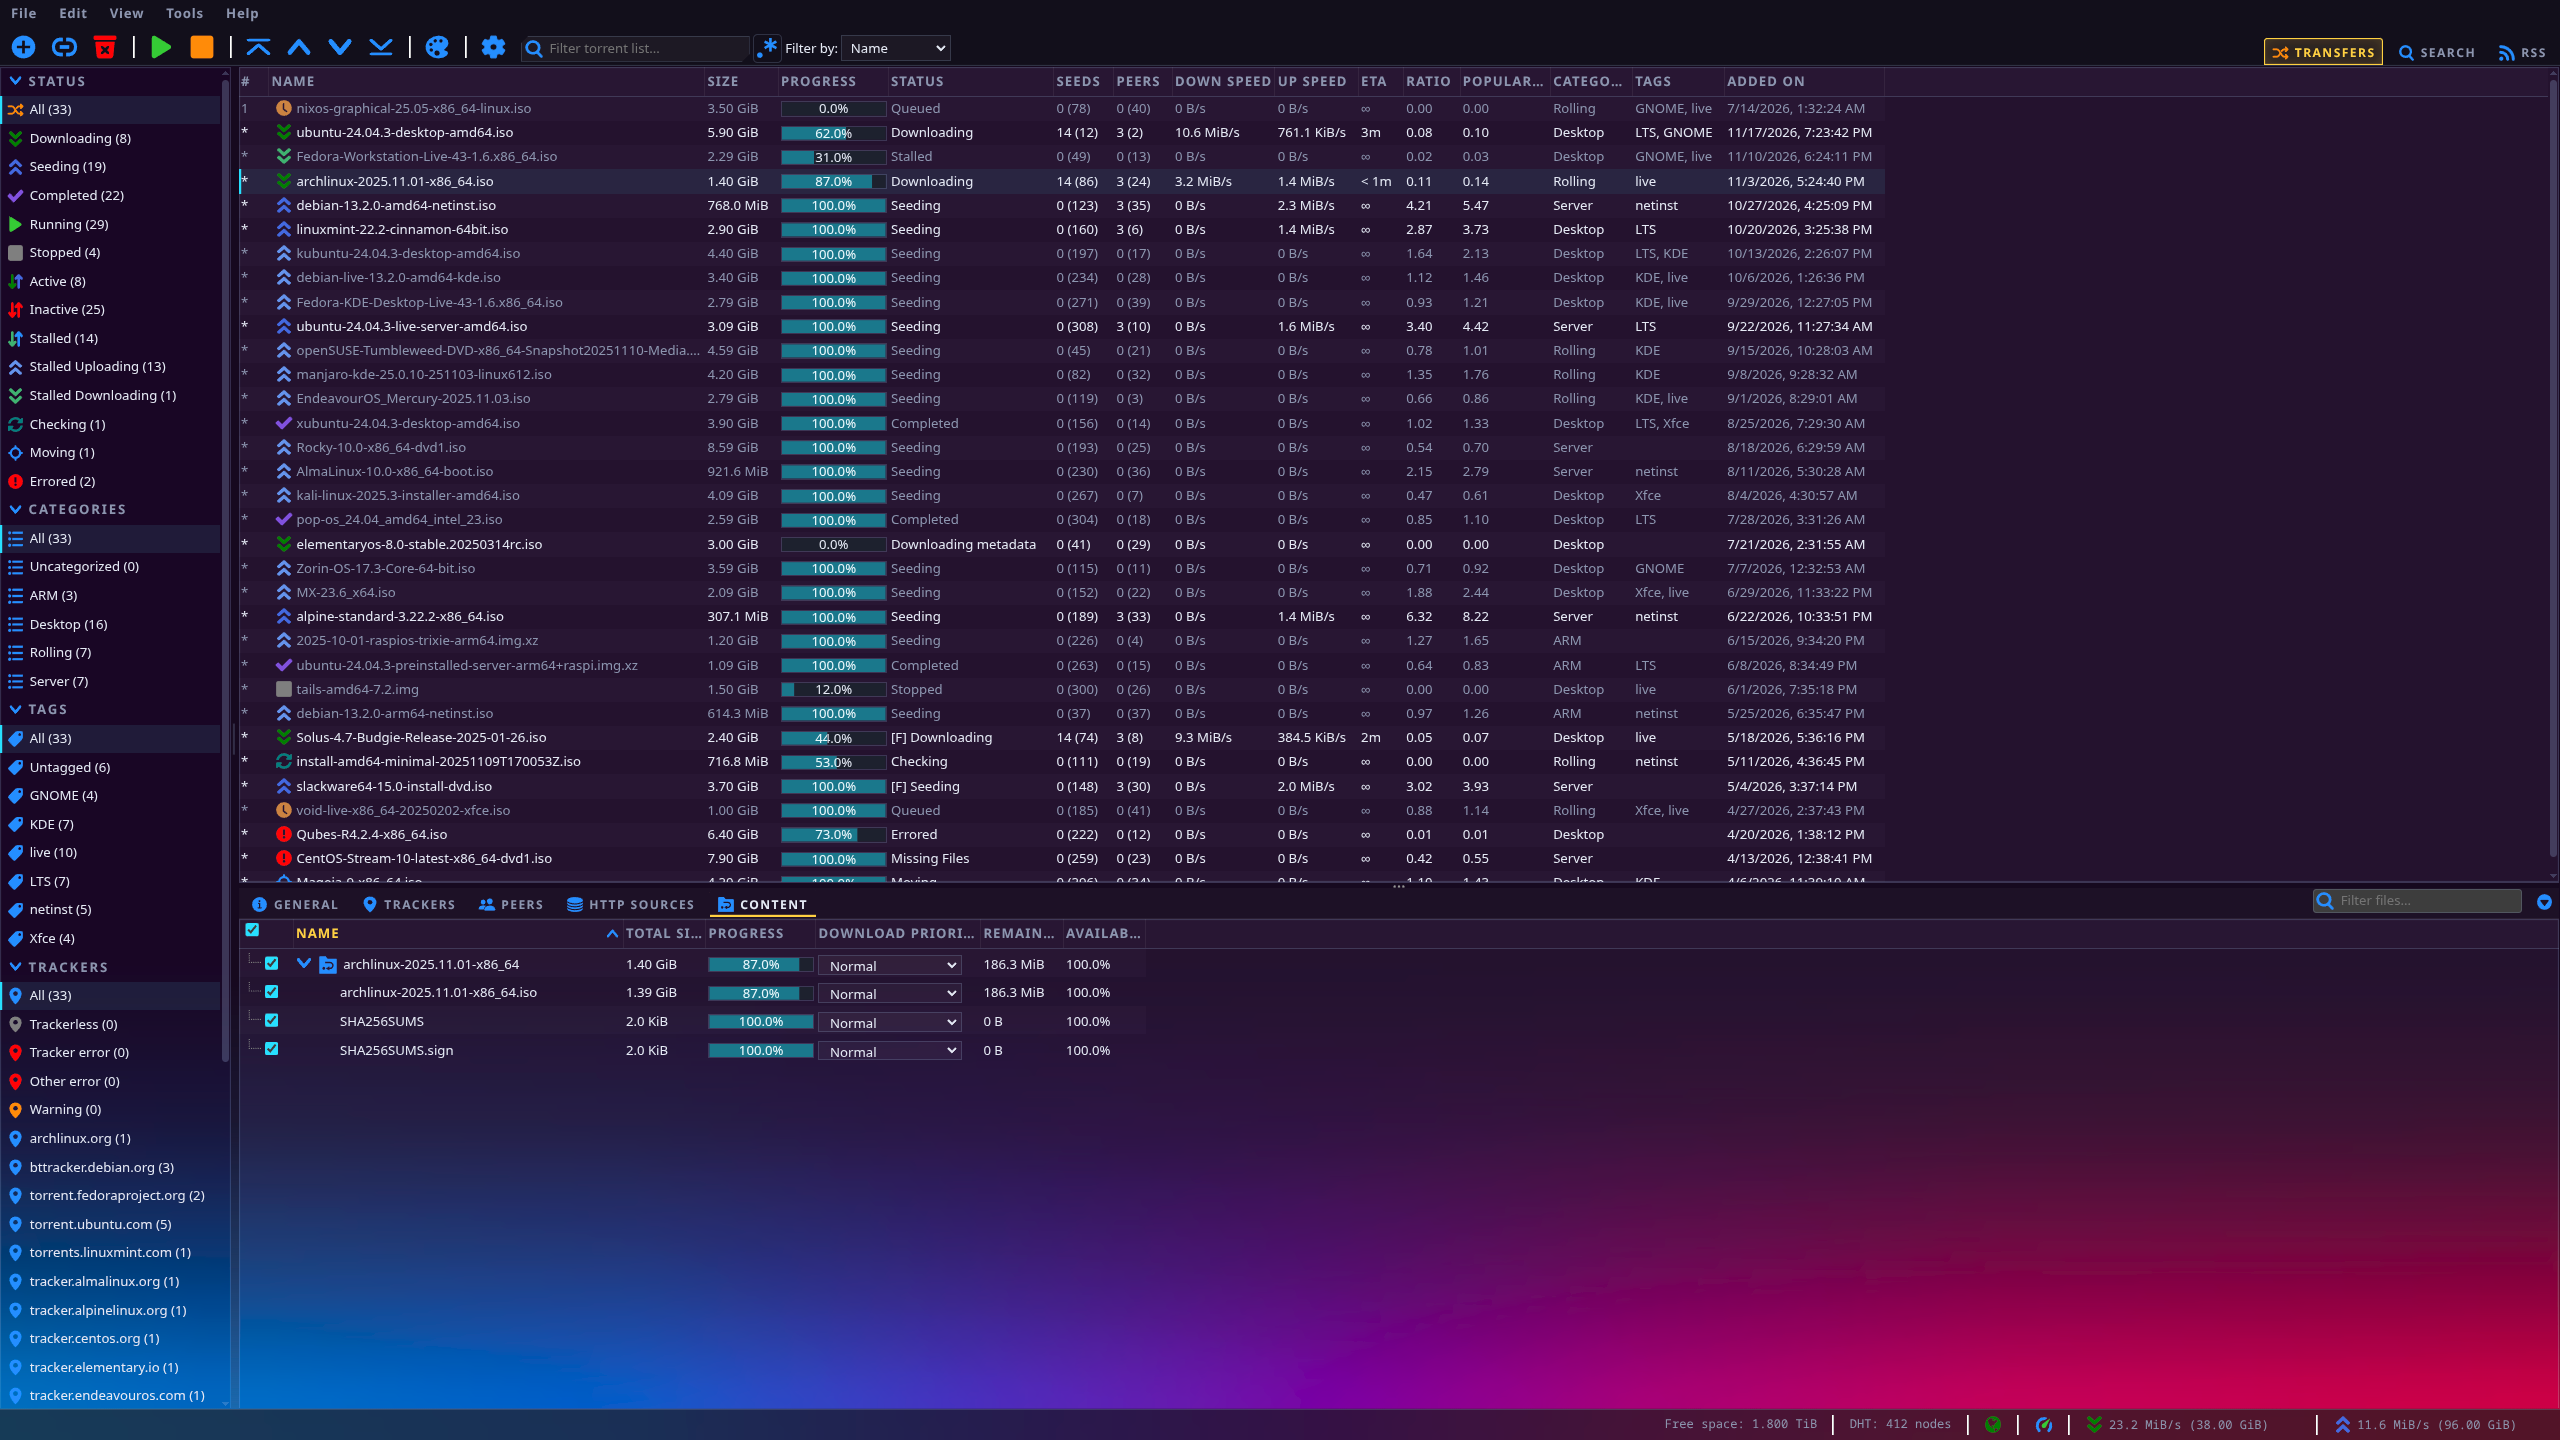 File Edit View Tools Help
Filter torrent list... .* Filter by: Name TRANSFERS SEARCH RSS
STATUS
All (33)
Downloading (8)
Seeding (19)
Completed (22)
Running (29)
Stopped (4)
Active (8)
Inactive (25)
Stalled (14)
Stalled Uploading (13)
Stalled Downloading (1)
Checking (1)
Moving (1)
Errored (2)
CATEGORIES
All (33)
Uncategorized (0)
ARM (3)
Desktop (16)
Rolling (7)
Server (7)
TAGS
All (33)
Untagged (6)
GNOME (4)
KDE (7)
live (10)
LTS (7)
netinst (5)
Xfce (4)
TRACKERS
All (33)
Trackerless (0)
Tracker error (0)
Other error (0)
Warning (0)
archlinux.org (1)
bttracker.debian.org (3)
torrent.fedoraproject.org (2)
torrent.ubuntu.com (5)
torrents.linuxmint.com (1)
tracker.almalinux.org (1)
tracker.alpinelinux.org (1)
tracker.centos.org (1)
tracker.elementary.io (1)
tracker.endeavouros.com (1)
# NAME SIZE PROGRESS STATUS SEEDS PEERS DOWN SPEED UP SPEED ETA RATIO POPULAR... CATEGO... TAGS ADDED ON
1 nixos-graphical-25.05-x86_64-linux.iso 3.50 GiB 0.0% Queued 0 (78) 0 (40) 0 B/s 0 B/s ∞ 0.00 0.00 Rolling GNOME, live 7/14/2026, 1:32:24 AM
* ubuntu-24.04.3-desktop-amd64.iso 5.90 GiB 62.0% Downloading 14 (12) 3 (2) 10.6 MiB/s 761.1 KiB/s 3m 0.08 0.10 Desktop LTS, GNOME 11/17/2026, 7:23:42 PM
* Fedora-Workstation-Live-43-1.6.x86_64.iso 2.29 GiB 31.0% Stalled 0 (49) 0 (13) 0 B/s 0 B/s ∞ 0.02 0.03 Desktop GNOME, live 11/10/2026, 6:24:11 PM
* archlinux-2025.11.01-x86_64.iso 1.40 GiB 87.0% Downloading 14 (86) 3 (24) 3.2 MiB/s 1.4 MiB/s < 1m 0.11 0.14 Rolling live 11/3/2026, 5:24:40 PM
* debian-13.2.0-amd64-netinst.iso 768.0 MiB 100.0% Seeding 0 (123) 3 (35) 0 B/s 2.3 MiB/s ∞ 4.21 5.47 Server netinst 10/27/2026, 4:25:09 PM
* linuxmint-22.2-cinnamon-64bit.iso 2.90 GiB 100.0% Seeding 0 (160) 3 (6) 0 B/s 1.4 MiB/s ∞ 2.87 3.73 Desktop LTS 10/20/2026, 3:25:38 PM
* kubuntu-24.04.3-desktop-amd64.iso 4.40 GiB 100.0% Seeding 0 (197) 0 (17) 0 B/s 0 B/s ∞ 1.64 2.13 Desktop LTS, KDE 10/13/2026, 2:26:07 PM
* debian-live-13.2.0-amd64-kde.iso 3.40 GiB 100.0% Seeding 0 (234) 0 (28) 0 B/s 0 B/s ∞ 1.12 1.46 Desktop KDE, live 10/6/2026, 1:26:36 PM
* Fedora-KDE-Desktop-Live-43-1.6.x86_64.iso 2.79 GiB 100.0% Seeding 0 (271) 0 (39) 0 B/s 0 B/s ∞ 0.93 1.21 Desktop KDE, live 9/29/2026, 12:27:05 PM
* ubuntu-24.04.3-live-server-amd64.iso 3.09 GiB 100.0% Seeding 0 (308) 3 (10) 0 B/s 1.6 MiB/s ∞ 3.40 4.42 Server LTS 9/22/2026, 11:27:34 AM
* openSUSE-Tumbleweed-DVD-x86_64-Snapshot20251110-Media.... 4.59 GiB 100.0% Seeding 0 (45) 0 (21) 0 B/s 0 B/s ∞ 0.78 1.01 Rolling KDE 9/15/2026, 10:28:03 AM
* manjaro-kde-25.0.10-251103-linux612.iso 4.20 GiB 100.0% Seeding 0 (82) 0 (32) 0 B/s 0 B/s ∞ 1.35 1.76 Rolling KDE 9/8/2026, 9:28:32 AM
* EndeavourOS_Mercury-2025.11.03.iso 2.79 GiB 100.0% Seeding 0 (119) 0 (3) 0 B/s 0 B/s ∞ 0.66 0.86 Rolling KDE, live 9/1/2026, 8:29:01 AM
* xubuntu-24.04.3-desktop-amd64.iso 3.90 GiB 100.0% Completed 0 (156) 0 (14) 0 B/s 0 B/s ∞ 1.02 1.33 Desktop LTS, Xfce 8/25/2026, 7:29:30 AM
* Rocky-10.0-x86_64-dvd1.iso 8.59 GiB 100.0% Seeding 0 (193) 0 (25) 0 B/s 0 B/s ∞ 0.54 0.70 Server 8/18/2026, 6:29:59 AM
* AlmaLinux-10.0-x86_64-boot.iso 921.6 MiB 100.0% Seeding 0 (230) 0 (36) 0 B/s 0 B/s ∞ 2.15 2.79 Server netinst 8/11/2026, 5:30:28 AM
* kali-linux-2025.3-installer-amd64.iso 4.09 GiB 100.0% Seeding 0 (267) 0 (7) 0 B/s 0 B/s ∞ 0.47 0.61 Desktop Xfce 8/4/2026, 4:30:57 AM
* pop-os_24.04_amd64_intel_23.iso 2.59 GiB 100.0% Completed 0 (304) 0 (18) 0 B/s 0 B/s ∞ 0.85 1.10 Desktop LTS 7/28/2026, 3:31:26 AM
* elementaryos-8.0-stable.20250314rc.iso 3.00 GiB 0.0% Downloading metadata 0 (41) 0 (29) 0 B/s 0 B/s ∞ 0.00 0.00 Desktop 7/21/2026, 2:31:55 AM
* Zorin-OS-17.3-Core-64-bit.iso 3.59 GiB 100.0% Seeding 0 (115) 0 (11) 0 B/s 0 B/s ∞ 0.71 0.92 Desktop GNOME 7/7/2026, 12:32:53 AM
* MX-23.6_x64.iso 2.09 GiB 100.0% Seeding 0 (152) 0 (22) 0 B/s 0 B/s ∞ 1.88 2.44 Desktop Xfce, live 6/29/2026, 11:33:22 PM
* alpine-standard-3.22.2-x86_64.iso 307.1 MiB 100.0% Seeding 0 (189) 3 (33) 0 B/s 1.4 MiB/s ∞ 6.32 8.22 Server netinst 6/22/2026, 10:33:51 PM
* 2025-10-01-raspios-trixie-arm64.img.xz 1.20 GiB 100.0% Seeding 0 (226) 0 (4) 0 B/s 0 B/s ∞ 1.27 1.65 ARM 6/15/2026, 9:34:20 PM
* ubuntu-24.04.3-preinstalled-server-arm64+raspi.img.xz 1.09 GiB 100.0% Completed 0 (263) 0 (15) 0 B/s 0 B/s ∞ 0.64 0.83 ARM LTS 6/8/2026, 8:34:49 PM
* tails-amd64-7.2.img 1.50 GiB 12.0% Stopped 0 (300) 0 (26) 0 B/s 0 B/s ∞ 0.00 0.00 Desktop live 6/1/2026, 7:35:18 PM
* debian-13.2.0-arm64-netinst.iso 614.3 MiB 100.0% Seeding 0 (37) 0 (37) 0 B/s 0 B/s ∞ 0.97 1.26 ARM netinst 5/25/2026, 6:35:47 PM
* Solus-4.7-Budgie-Release-2025-01-26.iso 2.40 GiB 44.0% [F] Downloading 14 (74) 3 (8) 9.3 MiB/s 384.5 KiB/s 2m 0.05 0.07 Desktop live 5/18/2026, 5:36:16 PM
* install-amd64-minimal-20251109T170053Z.iso 716.8 MiB 53.0% Checking 0 (111) 0 (19) 0 B/s 0 B/s ∞ 0.00 0.00 Rolling netinst 5/11/2026, 4:36:45 PM
* slackware64-15.0-install-dvd.iso 3.70 GiB 100.0% [F] Seeding 0 (148) 3 (30) 0 B/s 2.0 MiB/s ∞ 3.02 3.93 Server 5/4/2026, 3:37:14 PM
* void-live-x86_64-20250202-xfce.iso 1.00 GiB 100.0% Queued 0 (185) 0 (41) 0 B/s 0 B/s ∞ 0.88 1.14 Rolling Xfce, live 4/27/2026, 2:37:43 PM
* Qubes-R4.2.4-x86_64.iso 6.40 GiB 73.0% Errored 0 (222) 0 (12) 0 B/s 0 B/s ∞ 0.01 0.01 Desktop 4/20/2026, 1:38:12 PM
* CentOS-Stream-10-latest-x86_64-dvd1.iso 7.90 GiB 100.0% Missing Files 0 (259) 0 (23) 0 B/s 0 B/s ∞ 0.42 0.55 Server 4/13/2026, 12:38:41 PM
GENERAL TRACKERS PEERS HTTP SOURCES CONTENT Filter files...
NAME TOTAL SI... PROGRESS DOWNLOAD PRIORI... REMAIN... AVAILAB...
archlinux-2025.11.01-x86_64 1.40 GiB 87.0% Normal 186.3 MiB 100.0%
archlinux-2025.11.01-x86_64.iso 1.39 GiB 87.0% Normal 186.3 MiB 100.0%
SHA256SUMS 2.0 KiB 100.0% Normal 0 B 100.0%
SHA256SUMS.sign 2.0 KiB 100.0% Normal 0 B 100.0%
Free space: 1.800 TiB DHT: 412 nodes 23.2 MiB/s (38.00 GiB) 11.6 MiB/s (96.00 GiB)